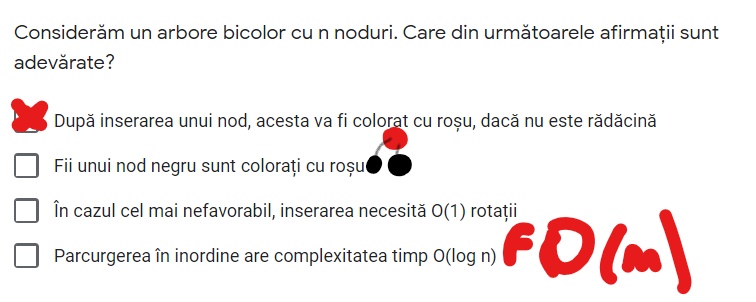 Considerăm un arbore bicolor cu n noduri. Care din următoarele afirmații sunt
adevărate?
După inserarea unui nod, acesta va fi colorat cu roșu, dacă nu este rădăcină
Fii unui nod negru sunt colorați cu roșu
În cazul cel mai nefavorabil, inserarea necesită O(1) rotații
Parcurgerea în inordine are complexitatea timp O(log n) F O(m)